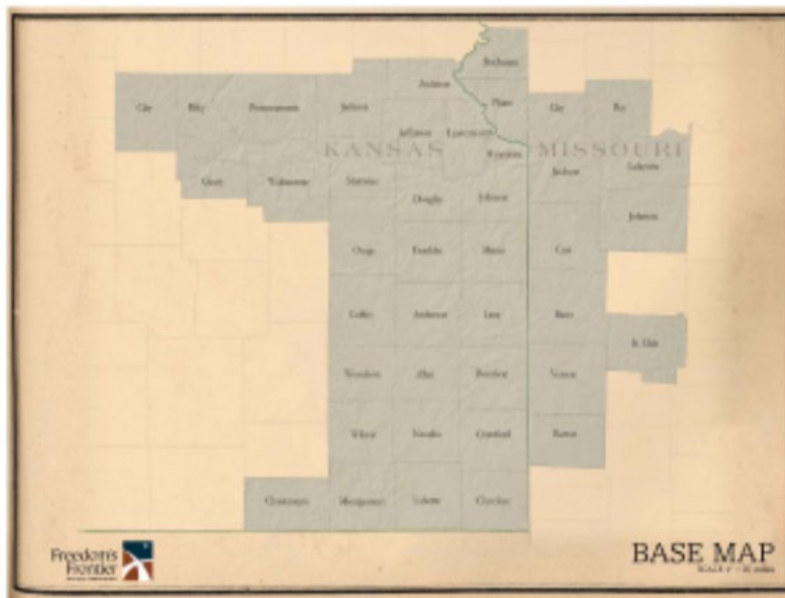 Buchanan
Atchison
Platte
Clay
Riley
Pottawatomie
Jackson
Clay
Ray
Jefferson
Leavenworth
KANSAS
MISSOURI
Wyandotte
Jackson
Lafayette
Geary
Wabaunsee
Shawnee
Douglas
Johnson
Johnson
Osage
Franklin
Miami
Cass
Coffey
Anderson
Linn
Bates
St. Clair
Woodson
Allen
Bourbon
Vernon
Wilson
Neosho
Crawford
Barton
Chautauqua
Montgomery
Labette
Cherokee
Freedom's
Frontier
BASE MAP